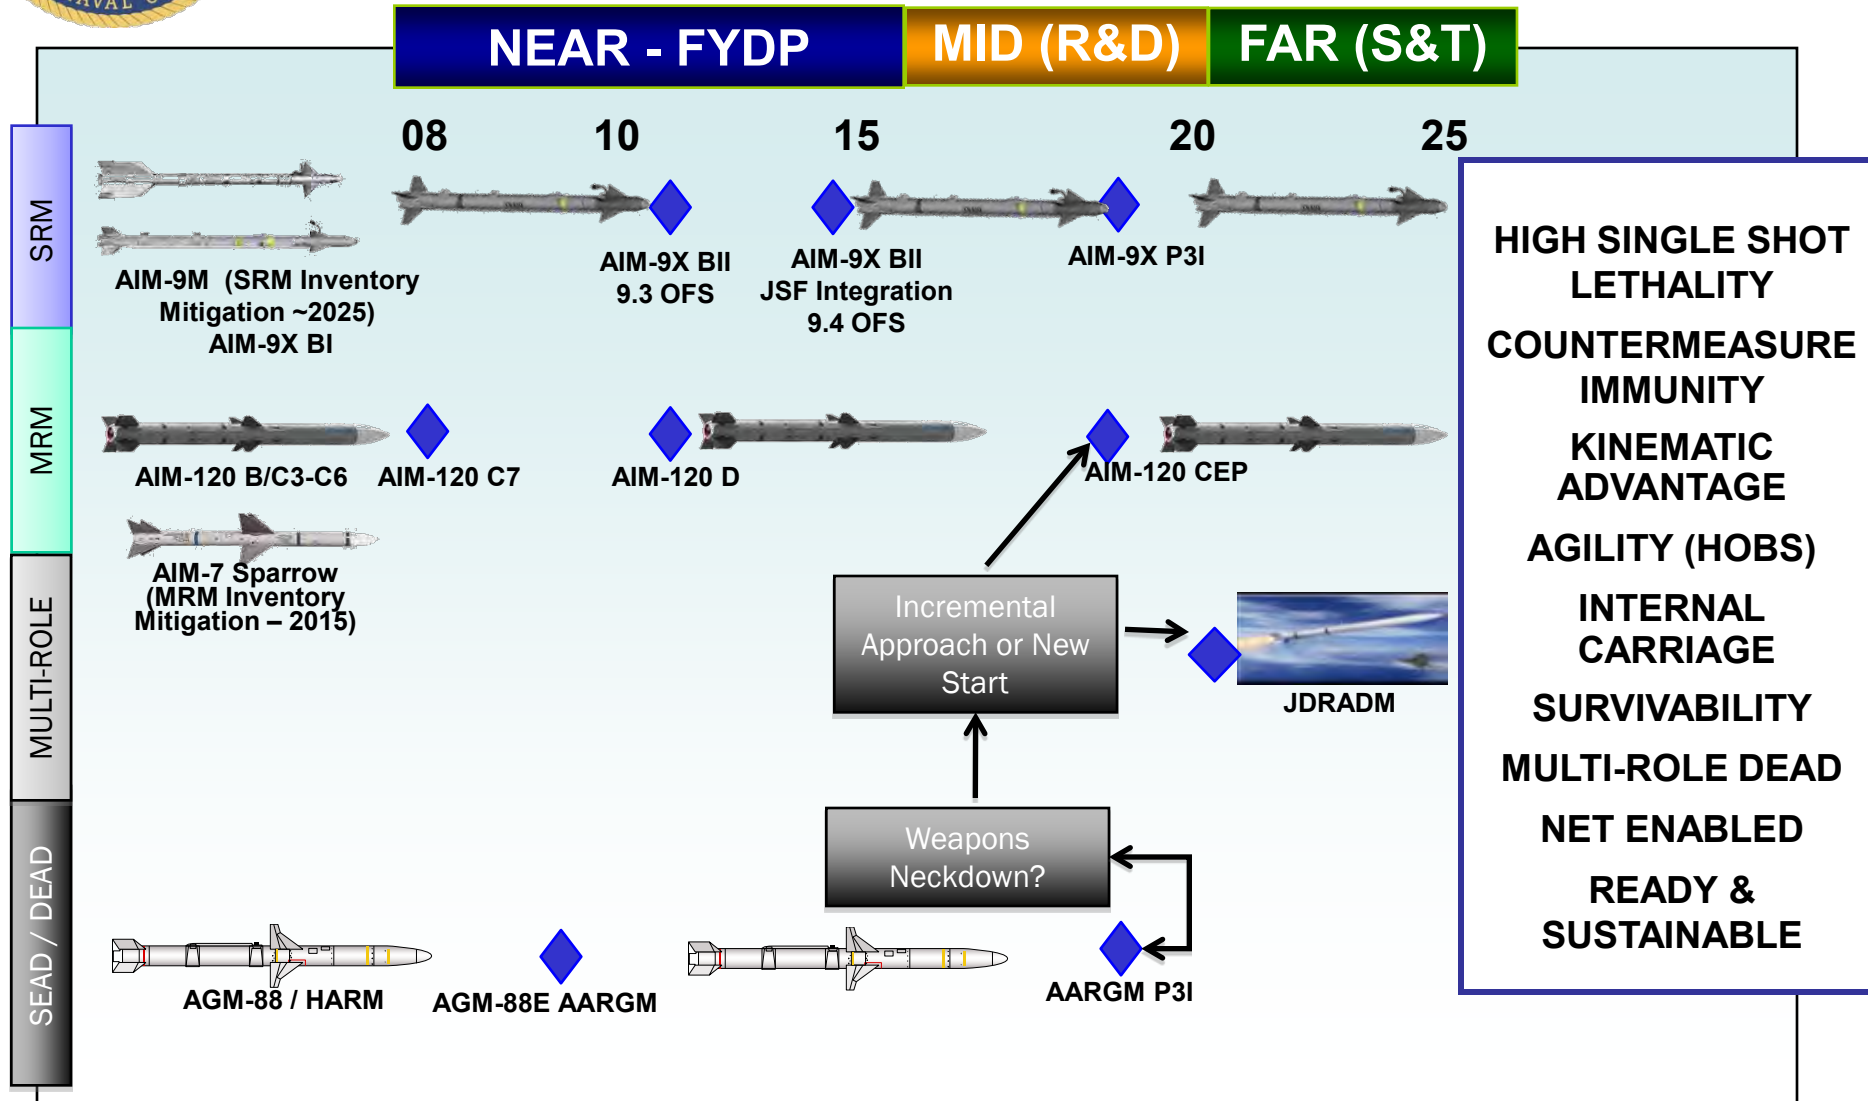 NAVAL
NEAR - FYDP
MID (R&D)
FAR (S&T)
08
10
15
20
25
SRM
AIM-9M (SRM Inventory
Mitigation ~2025)
AIM-9X BI
AIM-9X BII
9.3 OFS
AIM-9X BII
JSF Integration
9.4 OFS
AIM-9X P3I
MRM
AIM-120 B/C3-C6
AIM-120 C7
AIM-120 D
AIM-120 CEP
AIM-7 Sparrow
(MRM Inventory
Mitigation – 2015)
MULTI-ROLE
Incremental
Approach or New
Start
JDRADM
Weapons
Neckdown?
SEAD / DEAD
AGM-88 / HARM
AGM-88E AARGM
AARGM P3I
HIGH SINGLE SHOT
LETHALITY
COUNTERMEASURE
IMMUNITY
KINEMATIC
ADVANTAGE
AGILITY (HOBS)
INTERNAL
CARRIAGE
SURVIVABILITY
MULTI-ROLE DEAD
NET ENABLED
READY &
SUSTAINABLE